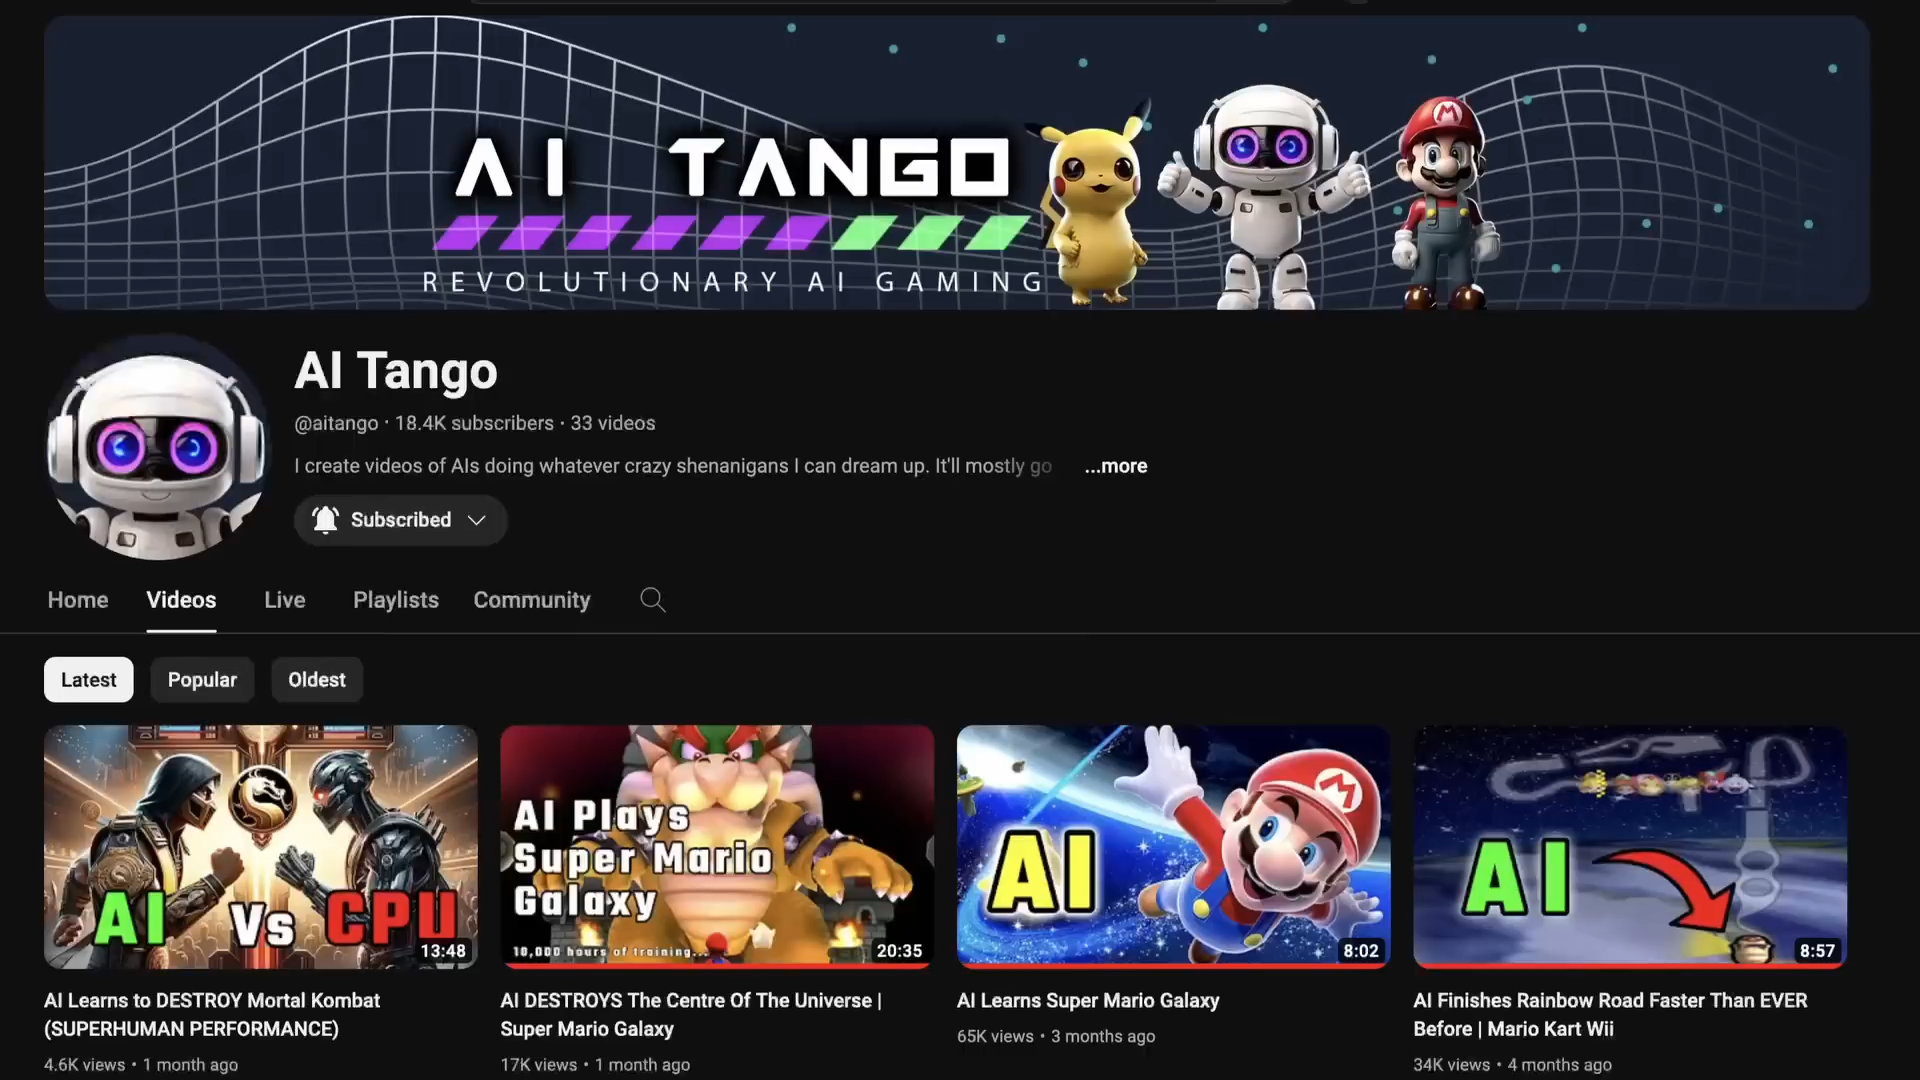 AI TANGO
REVOLUTIONARY AI GAMING
AI Tango
@aitango · 18.4K subscribers · 33 videos
I create videos of AIs doing whatever crazy shenanigans I can dream up. It'll mostly go ...more
Subscribed
Home Videos Live Playlists Community
Latest Popular Oldest
AI Vs CPU
13:48
AI Plays
Super Mario
Galaxy
10,000 hours of training...
20:35
AI
8:02
AI
8:57
AI Learns to DESTROY Mortal Kombat
(SUPERHUMAN PERFORMANCE)
4.6K views · 1 month ago
AI DESTROYS The Centre Of The Universe |
Super Mario Galaxy
17K views · 1 month ago
AI Learns Super Mario Galaxy
65K views · 3 months ago
AI Finishes Rainbow Road Faster Than EVER
Before | Mario Kart Wii
34K views · 4 months ago